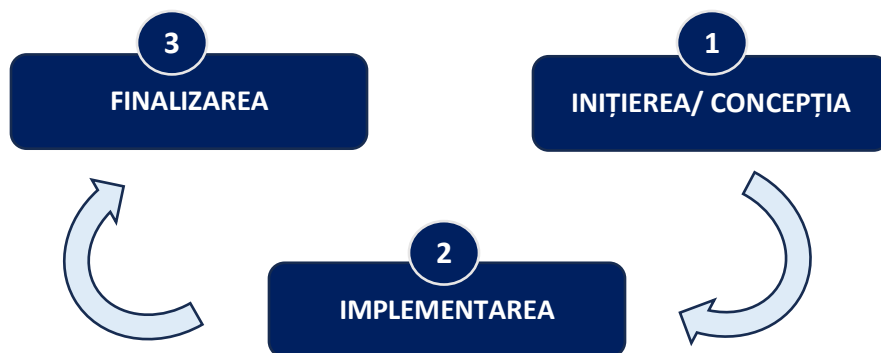 3
FINALIZAREA
1
INIȚIEREA/ CONCEPȚIA
2
IMPLEMENTAREA